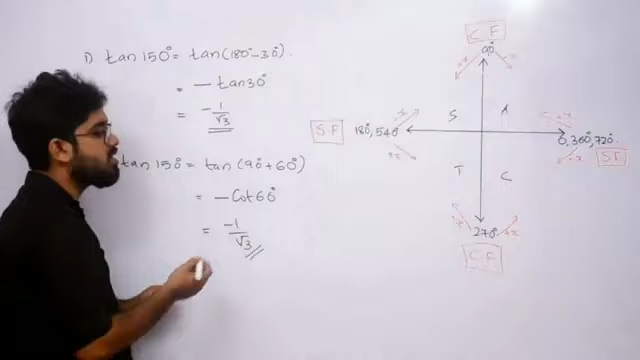 1) tan 150° = tan(180°-30°).
= - tan 30°
= -1/√3
tan 150° = tan (90°+60°)
= - Cot 60°
= -1/√3
C F
90°
S A
S F 180°, 540° 0, 360°, 720°.
S F
T C
270°
C F